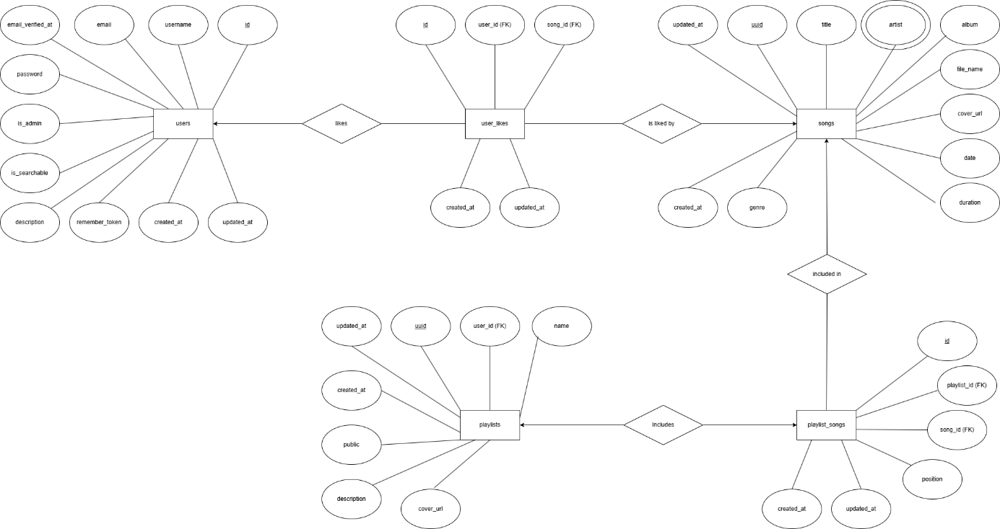 email_verified_at
email
username
id
id
user_id (FK)
song_id (FK)
updated_at
uuid
title
artist
album
password
file_name
is_admin
users
likes
user_likes
is liked by
songs
cover_url
is_searchable
date
description
remember_token
created_at
updated_at
created_at
updated_at
created_at
genre
duration
included in
updated_at
uuid
user_id (FK)
name
id
created_at
playlist_id (FK)
public
playlists
Includes
playlist_songs
song_id (FK)
position
description
cover_url
created_at
updated_at